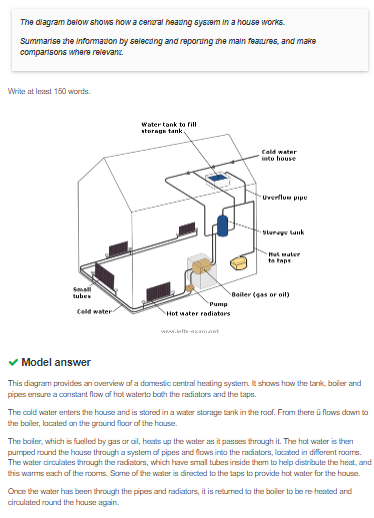 The diagram below shows how a central heating system in a house works.
Summarise the information by selecting and reporting the main features, and make
comparisons where relevant.
Write at least 150 words.
Water tank to fill
storage tank
Cold water
into house
Overflow pipe
Storage tank
Hot water
to taps
Small
tubes
Boiler (gas or oil)
Pump
Cold water
Hot water radiators
www.ielts-exam.net
Model answer
This diagram provides an overview of a domestic central heating system. It shows how the tank, boiler and
pipes ensure a constant flow of hot waterto both the radiators and the taps.
The cold water enters the house and is stored in a water storage tank in the roof. From there ü flows down to
the boiler, located on the ground floor of the house.
The boiler, which is fuelled by gas or oil, heats up the water as it passes through it. The hot water is then
pumped round the house through a system of pipes and flows into the radiators, located in different rooms.
The water circulates through the radiators, which have small tubes inside them to help distribute the heat, and
this warms each of the rooms. Some of the water is directed to the taps to provide hot water for the house.
Once the water has been through the pipes and radiators, it is returned to the boiler to be re-heated and
circulated round the house again.